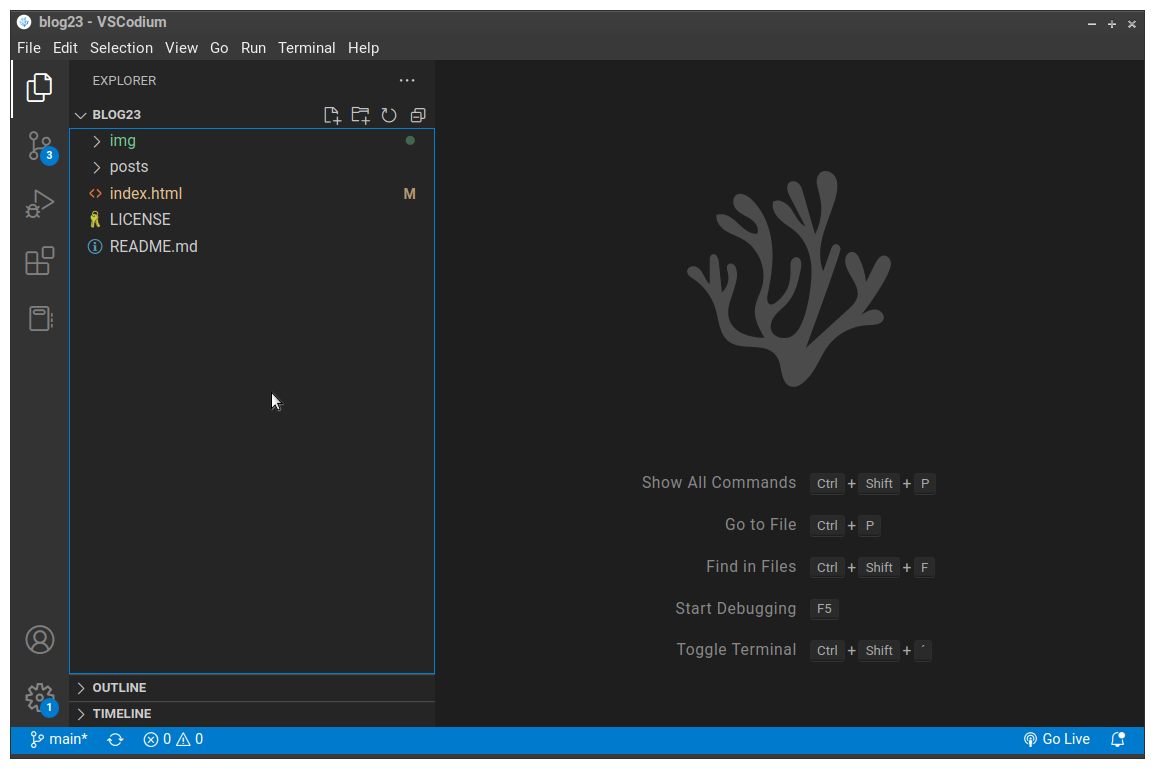 blog23 - VSCodium
File Edit Selection View Go Run Terminal Help
EXPLORER
BLOG23
img
posts
index.html M
LICENSE
README.md
3
Show All Commands Ctrl + Shift + P
Go to File Ctrl + P
Find in Files Ctrl + Shift + F
Start Debugging F5
Toggle Terminal Ctrl + Shift + ´
OUTLINE
1
TIMELINE
main* 0 0 Go Live